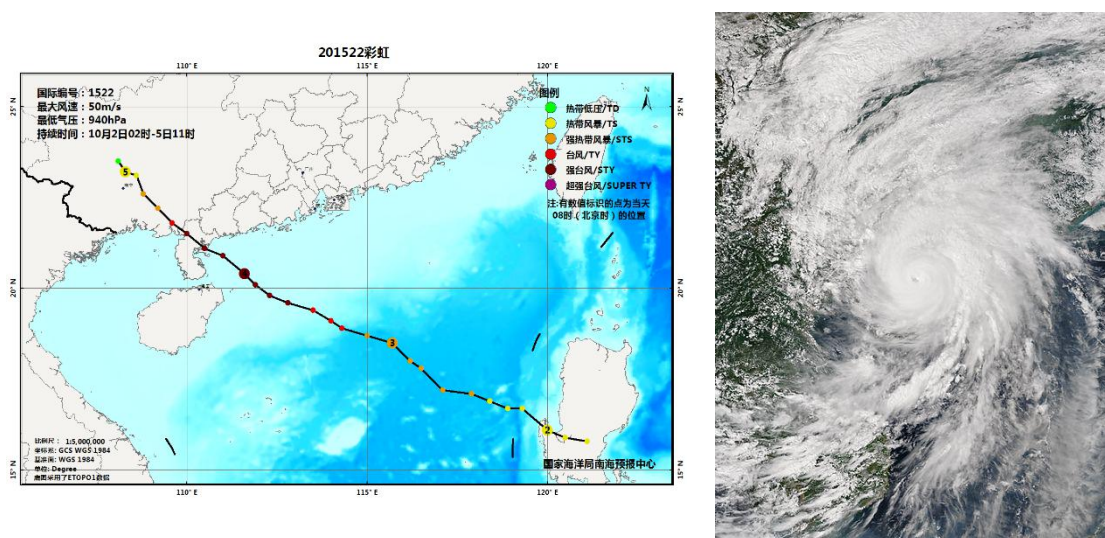 201522彩虹
110° E
115° E
120° E
国际编号：1522
最大风速：50m/s
最低气压：940hPa
持续时间：10月2日02时-5日11时
图例
N
热带低压/TD
热带风暴/TS
强热带风暴/STS
台风/TY
强台风/STY
超强台风/SUPER TY
注:有数值标识的点为当天
08时（北京时）的位置
25° N
25° N
20° N
20° N
15° N
15° N
5
3
2
比例尺： 1:5,000,000
坐标系: GCS WGS 1984
基准面: WGS 1984
单位: Degree
底图采用了ETOPO1数据
国家海洋局南海预报中心
110° E
115° E
120° E